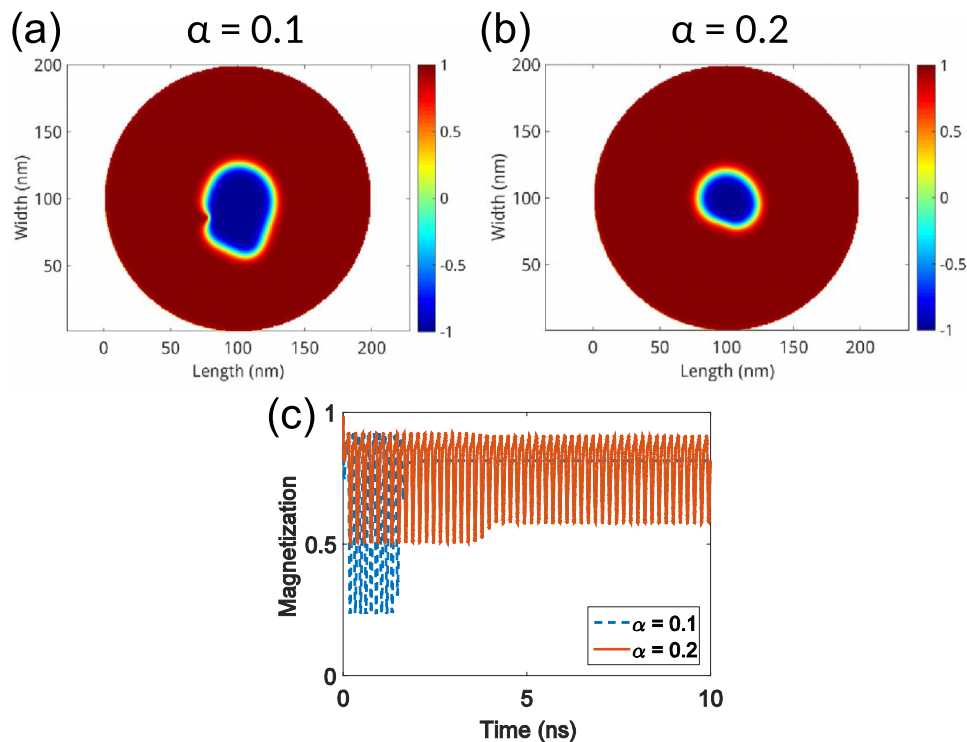 (a) α = 0.1
(b) α = 0.2
200
150
100
50
Width (nm)
0 50 100 150 200
Length (nm)
1
0.5
0
-0.5
-1
200
150
100
50
Width (nm)
0 50 100 150 200
Length (nm)
1
0.5
0
-0.5
-1
(c)
1
0.5
0
Magnetization
0 5 10
Time (ns)
α = 0.1
α = 0.2